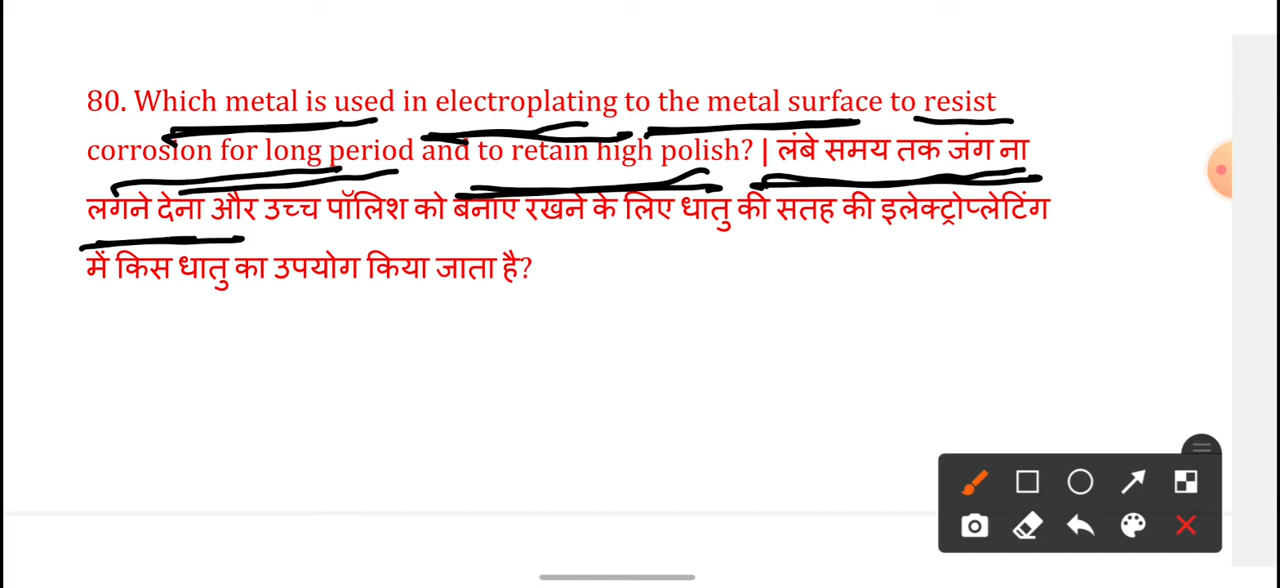 80. Which metal is used in electroplating to the metal surface to resist
corrosion for long period and to retain high polish? | लंबे समय तक जंग ना
लगने देना और उच्च पॉलिश को बनाए रखने के लिए धातु की सतह की इलेक्ट्रोप्लेटिंग
में किस धातु का उपयोग किया जाता है?